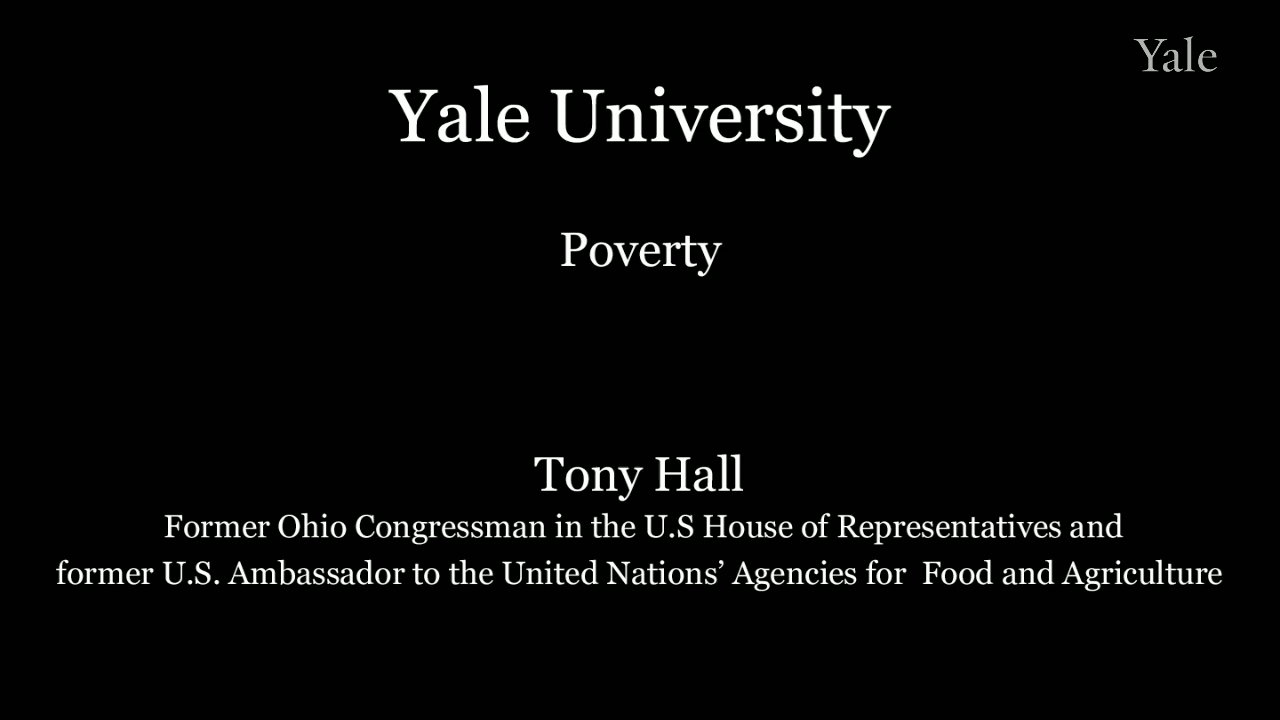 Yale
Yale University
Poverty
Tony Hall
Former Ohio Congressman in the U.S House of Representatives and
former U.S. Ambassador to the United Nations’ Agencies for  Food and Agriculture